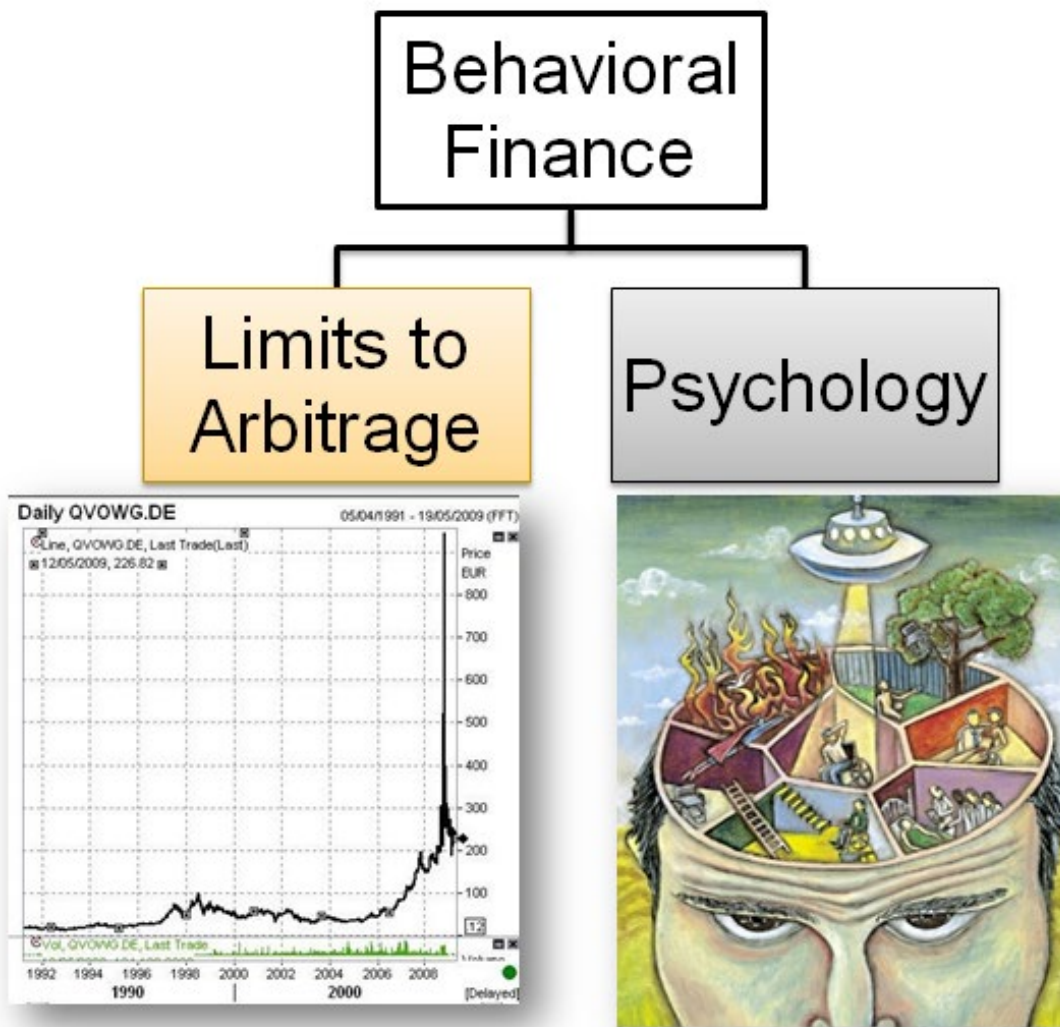 Behavioral
Finance
Limits to
Arbitrage
Psychology
Daily QVOWG.DE
05/04/1991 - 19/05/2009 (FFT)
Line, QVOWG.DE, Last Trade(Last)
12/05/2009, 226.82
Price
EUR
800
700
600
500
400
300
200
100
.12
Vol, QVOWG.DE, Last Trade
1992 1994 1996 1998 2000 2002 2004 2006 2008
1990 2000
[Delayed]